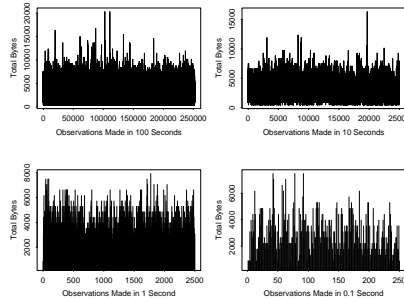 Total Bytes
0 5000 10000 15000 20000
0 50000 100000 150000 200000 250000
Observations Made in 100 Seconds
Total Bytes
0 5000 10000 15000
0 5000 10000 15000 20000 2500
Observations Made in 10 Seconds
Total Bytes
2000 4000 6000 8000
0 500 1000 1500 2000 2500
Observations Made in 1 Second
Total Bytes
2000 4000 6000
0 50 100 150 200 250
Observations Made in 0.1 Second